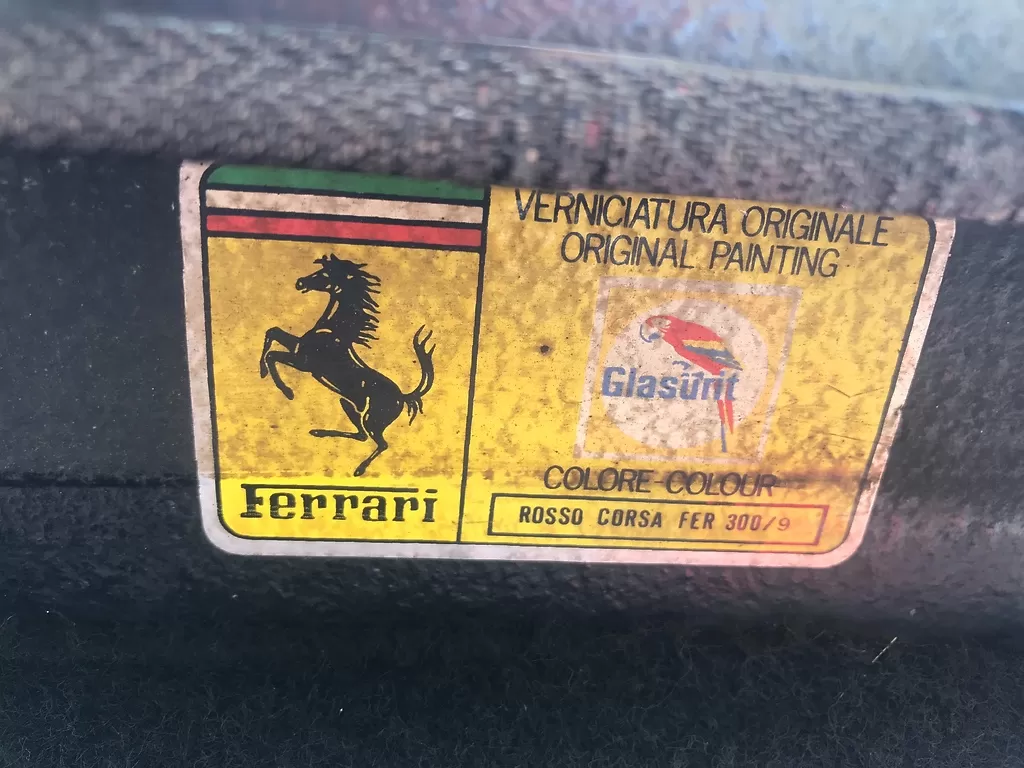 VERNICIATURA ORIGINALE
ORIGINAL PAINTING
Glasurit
COLORE-COLOUR
ROSSO CORSA FER 300/9
Ferrari